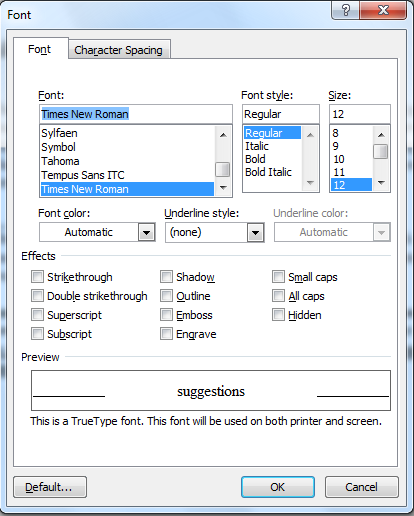 Font
Font Character Spacing
Font: Font style: Size:
Times New Roman Regular 12
Sylfaen Regular 8
Symbol Italic 9
Tahoma Bold 10
Tempus Sans ITC Bold Italic 11
Times New Roman 12
Font color: Underline style: Underline color:
Automatic (none) Automatic
Effects
Strikethrough Shadow Small caps
Double strikethrough Outline All caps
Superscript Emboss Hidden
Subscript Engrave
Preview
suggestions
This is a TrueType font. This font will be used on both printer and screen.
Default... OK Cancel